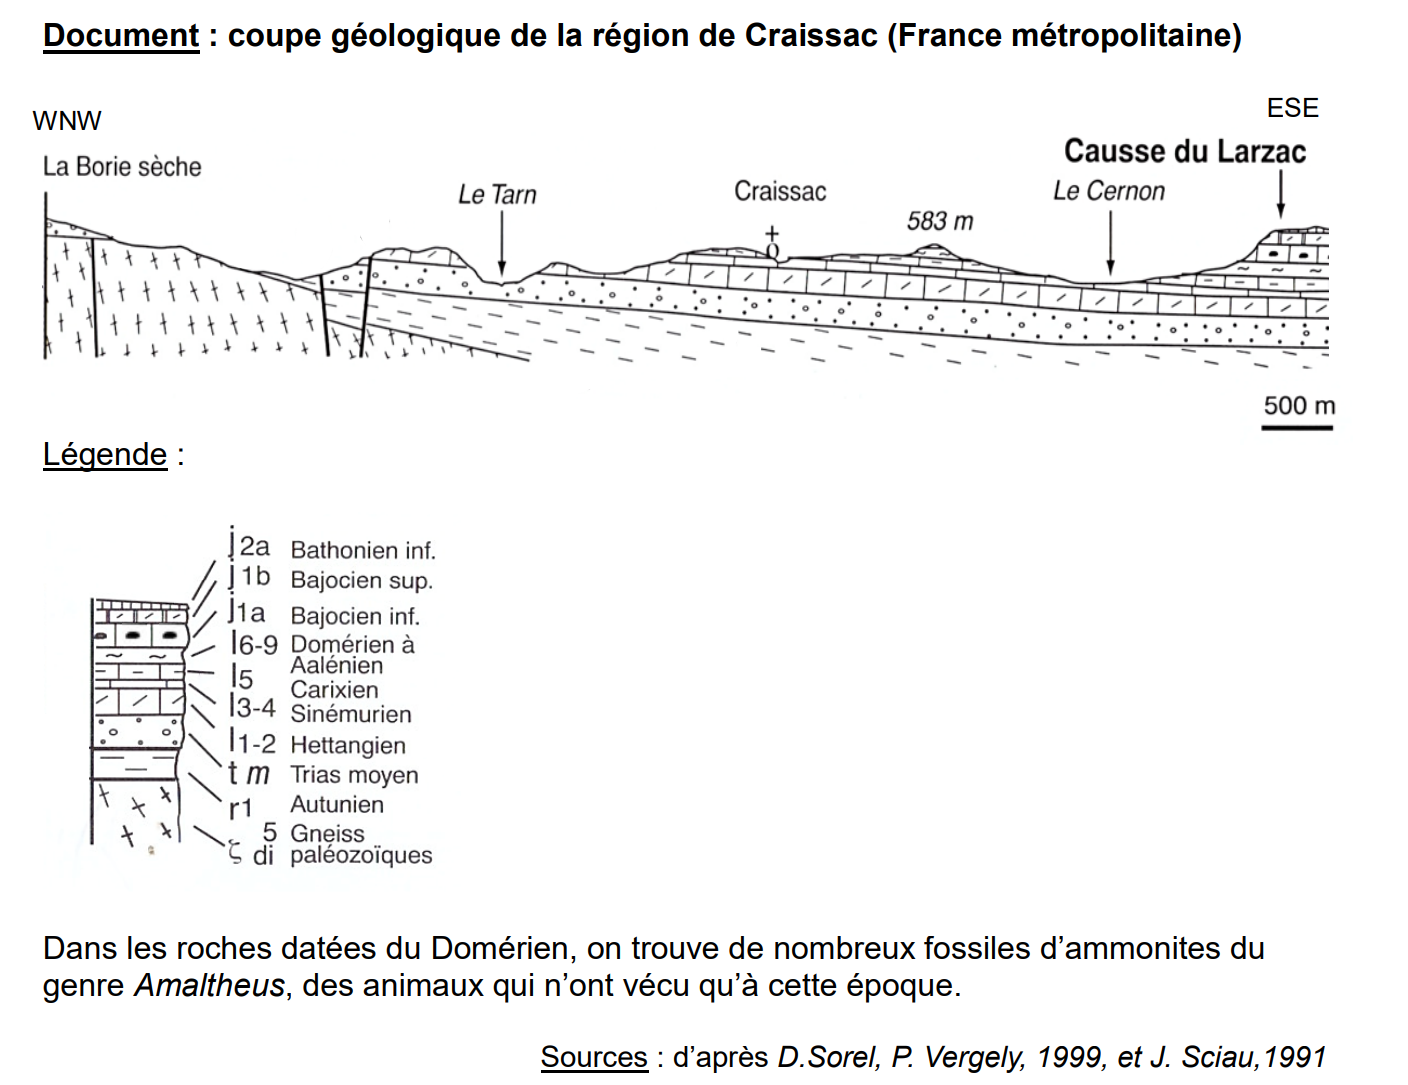 Document : coupe géologique de la région de Craissac (France métropolitaine)
WNW
ESE
La Borie sèche
Causse du Larzac
Le Tarn
Craissac
Le Cernon
583 m
500 m
Légende :
j2a Bathonien inf.
j1b Bajocien sup.
j1a Bajocien inf.
l6-9 Domérien à
Aalénien
l5 Carixien
l3-4 Sinémurien
l1-2 Hettangien
t m Trias moyen
r1 Autunien
5 Gneiss
ζ di paléozoïques
Dans les roches datées du Domérien, on trouve de nombreux fossiles d’ammonites du
genre Amaltheus, des animaux qui n’ont vécu qu’à cette époque.
Sources : d’après D.Sorel, P. Vergely, 1999, et J. Sciau,1991